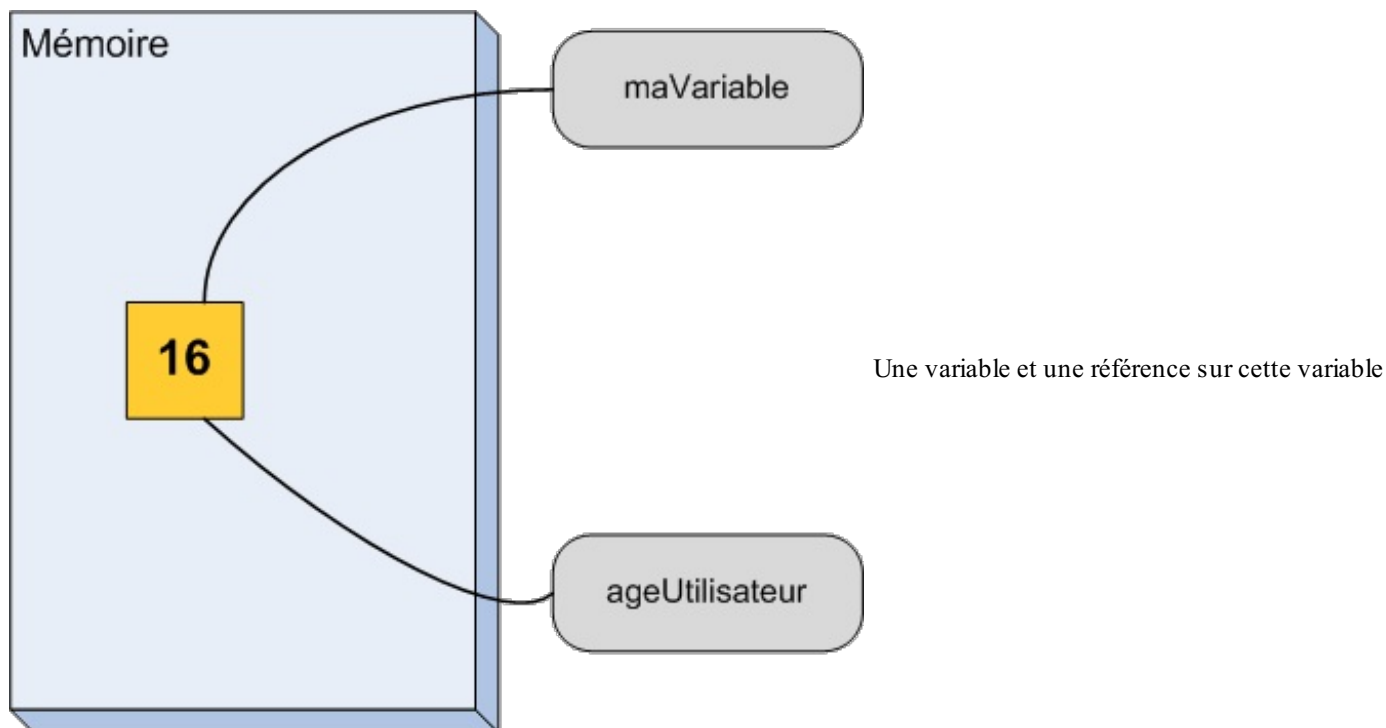 Mémoire
maVariable
16
Une variable et une référence sur cette variable
ageUtilisateur